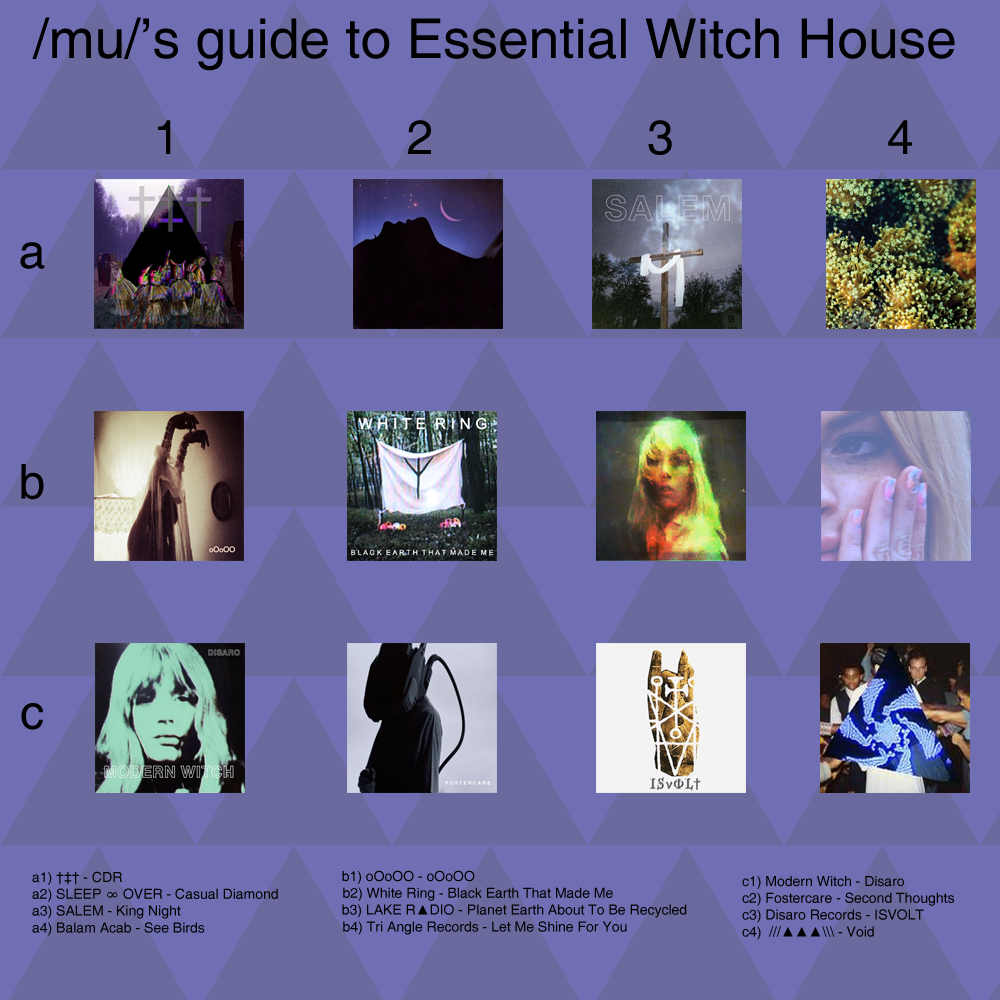 /mu/’s guide to Essential Witch House
1 2 3 4
a
†‡†
SALEM
b
oOoOO
WHITE RING
BLACK EARTH THAT MADE ME
c
DISARO
MODERN WITCH
FOSTERCARE
ISVΦL†
a1) †‡† - CDR
a2) SLEEP ∞ OVER - Casual Diamond
a3) SALEM - King Night
a4) Balam Acab - See Birds
b1) oOoOO - oOoOO
b2) White Ring - Black Earth That Made Me
b3) LAKE R▲DIO - Planet Earth About To Be Recycled
b4) Tri Angle Records - Let Me Shine For You
c1) Modern Witch - Disaro
c2) Fostercare - Second Thoughts
c3) Disaro Records - ISVOLT
c4) ///▲▲▲\\\ - Void